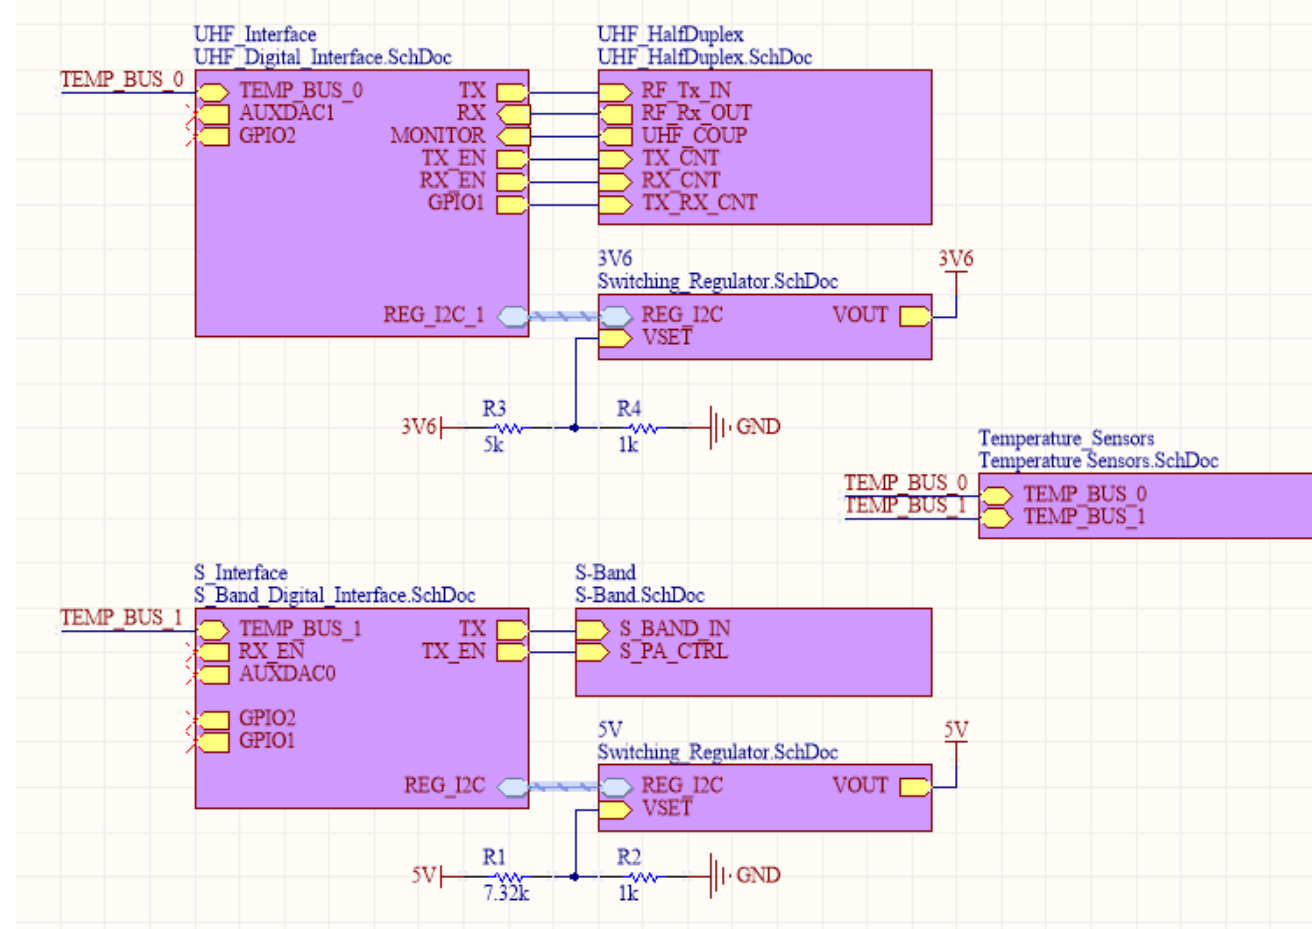 UHF_Interface
UHF_Digital_Interface.SchDoc
TEMP_BUS_0
TEMP_BUS_0
AUXDAC1
GPIO2
TX
RX
MONITOR
TX_EN
RX_EN
GPIO1
REG_I2C_1
UHF_HalfDuplex
UHF_HalfDuplex.SchDoc
RF_Tx_IN
RF_Rx_OUT
UHF_COUP
TX_CNT
RX_CNT
TX_RX_CNT
3V6
Switching_Regulator.SchDoc
REG_I2C
VSET
VOUT
3V6
3V6
R3
5k
R4
1k
GND
Temperature_Sensors
Temperature Sensors.SchDoc
TEMP_BUS_0
TEMP_BUS_1
TEMP_BUS_0
TEMP_BUS_1
S_Interface
S_Band_Digital_Interface.SchDoc
TEMP_BUS_1
TEMP_BUS_1
RX_EN
AUXDAC0
GPIO2
GPIO1
TX
TX_EN
REG_I2C
S-Band
S-Band.SchDoc
S_BAND_IN
S_PA_CTRL
5V
Switching_Regulator.SchDoc
REG_I2C
VSET
VOUT
5V
5V
R1
7.32k
R2
1k
GND